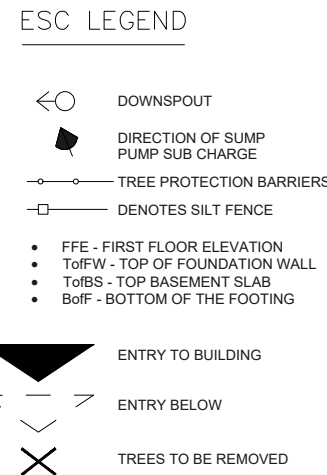 ESC LEGEND
DOWNSPOUT
DIRECTION OF SUMP
PUMP SUB CHARGE
TREE PROTECTION BARRIERS
DENOTES SILT FENCE
• FFE - FIRST FLOOR ELEVATION
• TofFW - TOP OF FOUNDATION WALL
• TofBS - TOP BASEMENT SLAB
• BofF - BOTTOM OF THE FOOTING
ENTRY TO BUILDING
ENTRY BELOW
TREES TO BE REMOVED